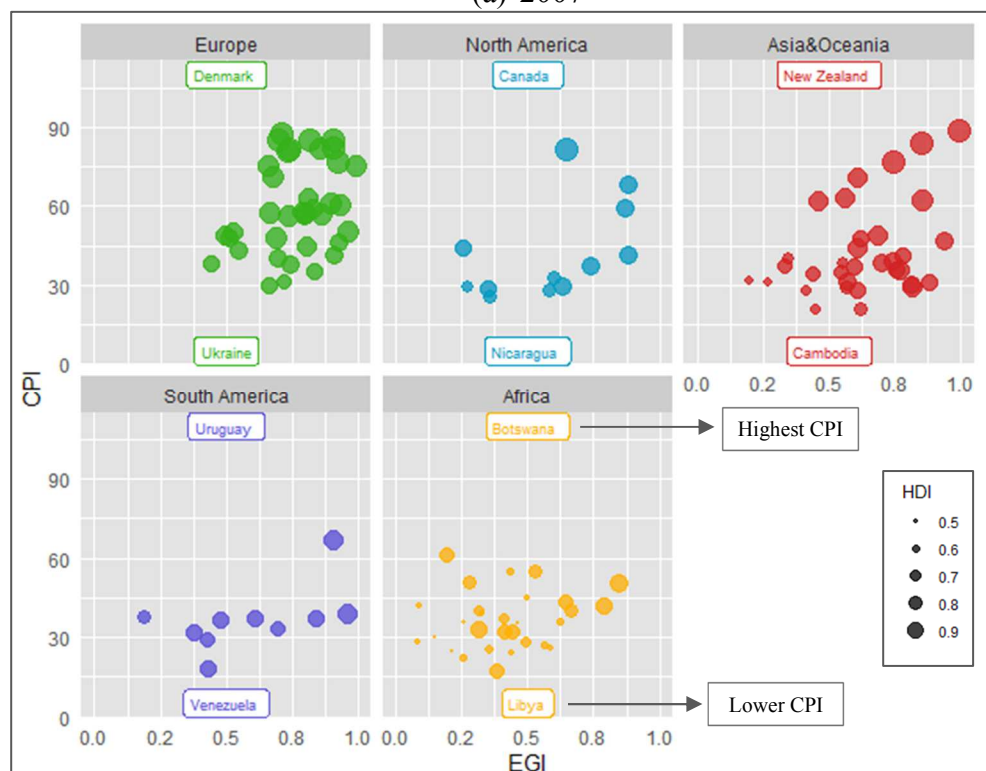 (a) 2007
Europe
North America
Asia&Oceania
Denmark
Canada
New Zealand
90
60
30
0
Ukraine
Nicaragua
Cambodia
CPI
0.0 0.2 0.5 0.8 1.0
South America
Africa
Uruguay
Botswana
Highest CPI
90
60
30
0
HDI
0.5
0.6
0.7
0.8
0.9
Venezuela
Libya
Lower CPI
0.0 0.2 0.5 0.8 1.0
0.0 0.2 0.5 0.8 1.0
EGI